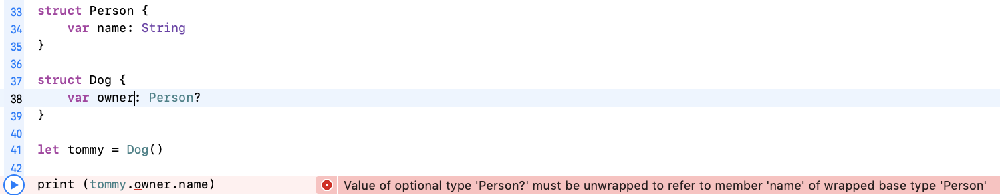 33 struct Person {
34     var name: String
35 }
36
37 struct Dog {
38     var owner: Person?
39 }
40
41 let tommy = Dog()
42
print (tommy.owner.name) Value of optional type 'Person?' must be unwrapped to refer to member 'name' of wrapped base type 'Person'